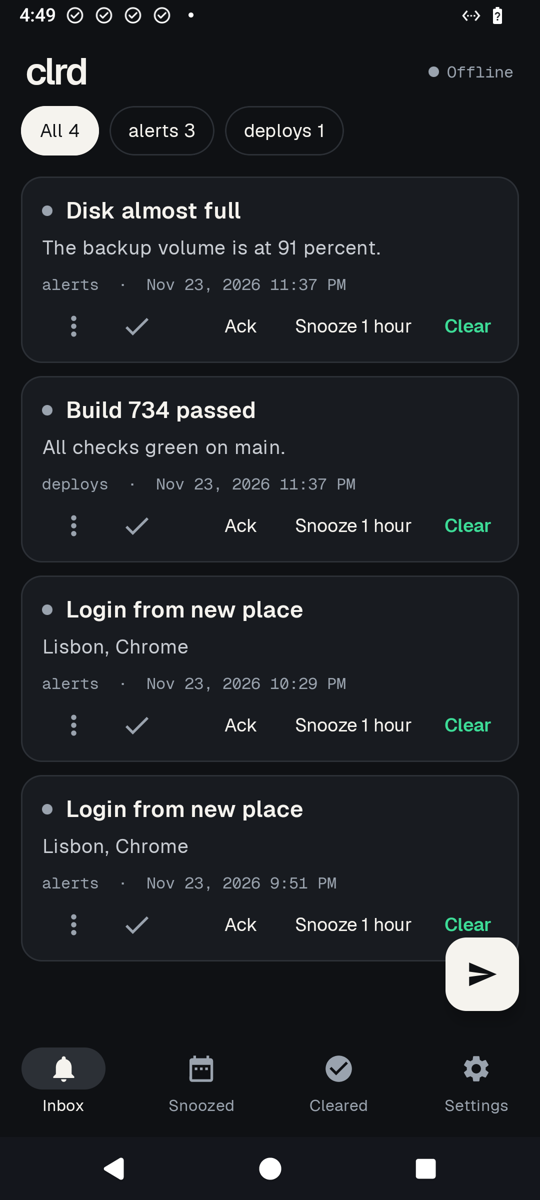 4:49
clrd
Offline
All 4
alerts 3
deploys 1
Disk almost full
The backup volume is at 91 percent.
alerts · Nov 23, 2026 11:37 PM
Ack Snooze 1 hour Clear
Build 734 passed
All checks green on main.
deploys · Nov 23, 2026 11:37 PM
Ack Snooze 1 hour Clear
Login from new place
Lisbon, Chrome
alerts · Nov 23, 2026 10:29 PM
Ack Snooze 1 hour Clear
Login from new place
Lisbon, Chrome
alerts · Nov 23, 2026 9:51 PM
Ack Snooze 1 hour Clear
Inbox Snoozed Cleared Settings